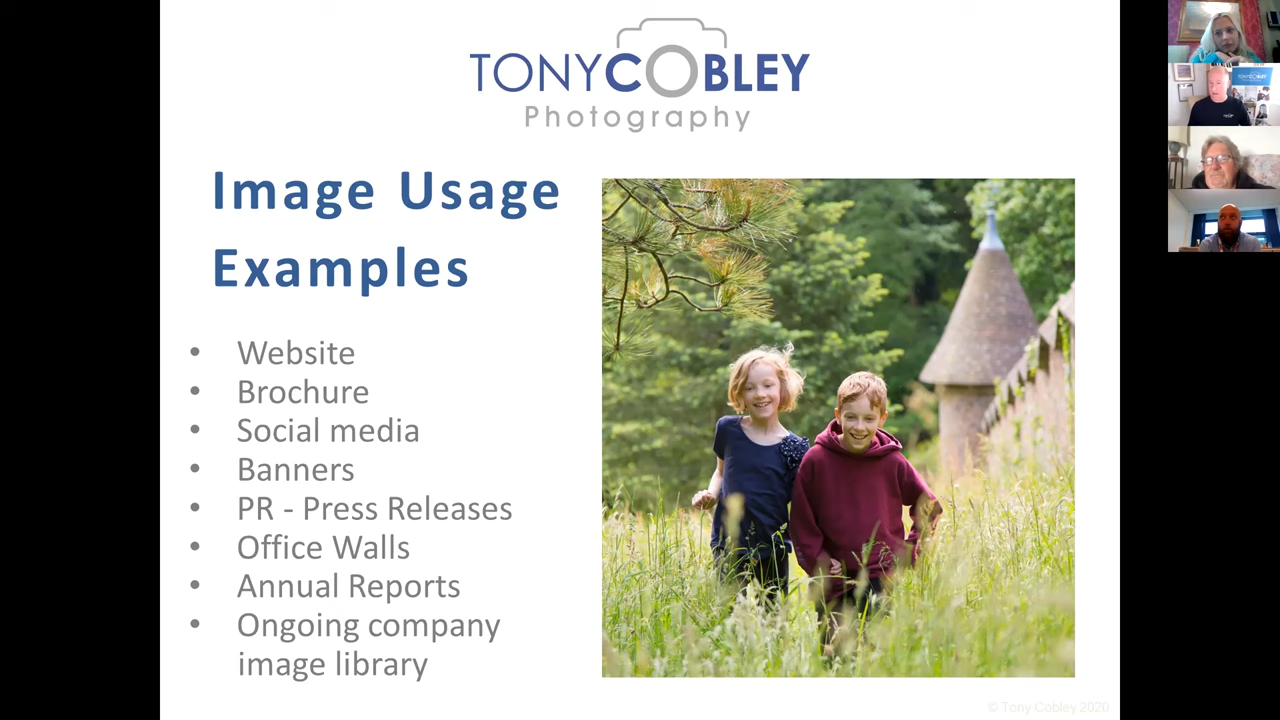 TONYCOBLEY
Photography
Image Usage
Examples
• Website
• Brochure
• Social media
• Banners
• PR - Press Releases
• Office Walls
• Annual Reports
• Ongoing company
image library
© Tony Cobley 2020
TONYCOBLEY